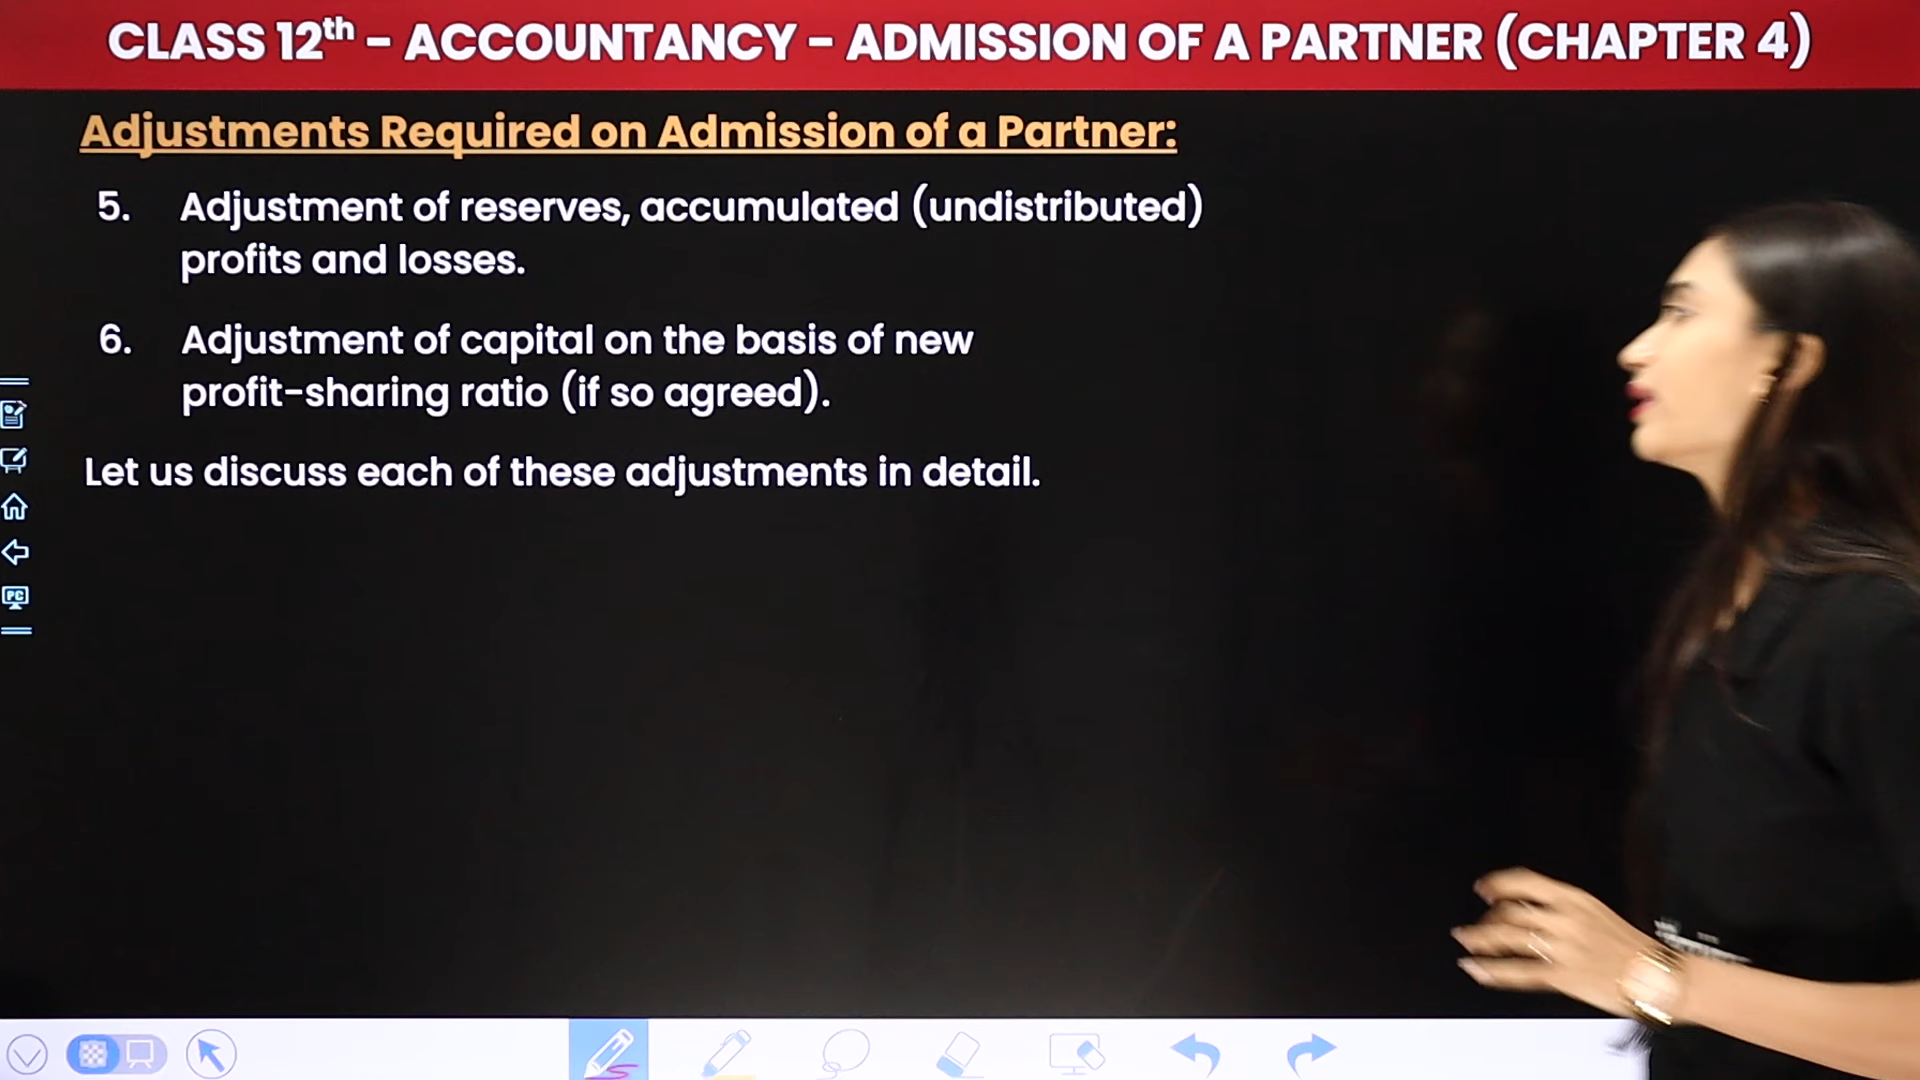 CLASS 12th - ACCOUNTANCY - ADMISSION OF A PARTNER (CHAPTER 4)
Adjustments Required on Admission of a Partner:
5. Adjustment of reserves, accumulated (undistributed)
profits and losses.
6. Adjustment of capital on the basis of new
profit-sharing ratio (if so agreed).
Let us discuss each of these adjustments in detail.
PC